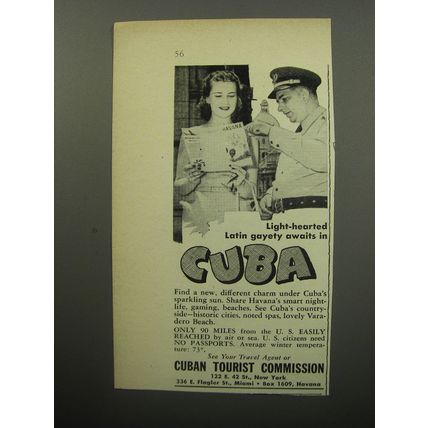 56
HAVANA
Light-hearted
Latin gayety awaits in
CUBA
Find a new, different charm under Cuba's
sparkling sun. Share Havana's smart night-
life, gaming, beaches. See Cuba's country-
side—historic cities, noted spas, lovely Vara-
dero Beach.
ONLY 90 MILES from the U. S. EASILY
REACHED by air or sea. U. S. citizens need
NO PASSPORTS. Average winter tempera-
ture: 73°.
See Your Travel Agent or
CUBAN TOURIST COMMISSION
122 E. 42 St., New York
336 E. Flagler St., Miami • Box 1609, Havana